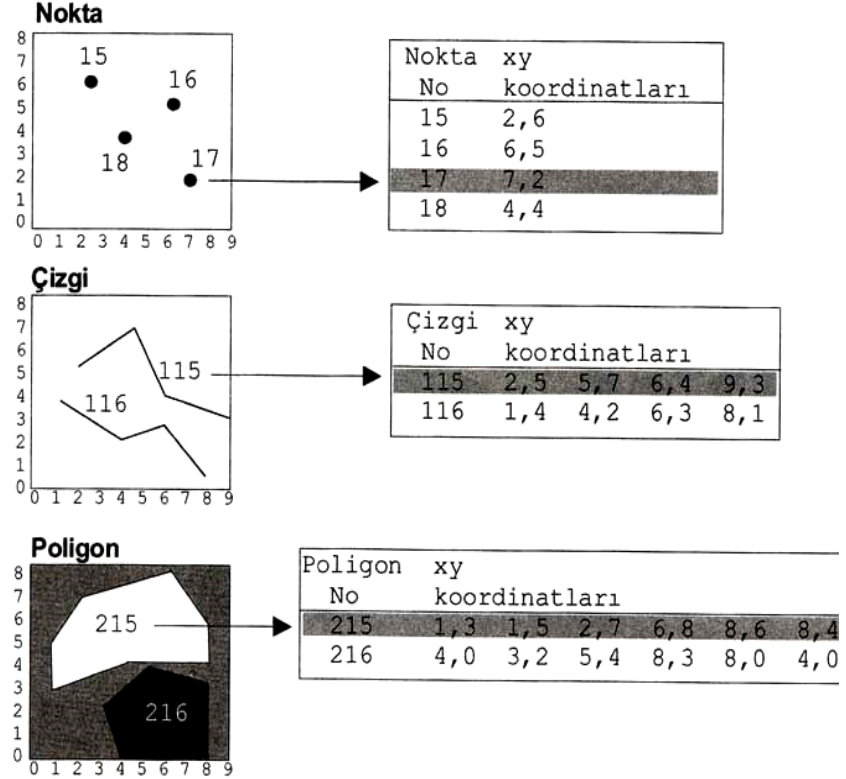 Nokta
8
7
6
5
4
3
2
1
0
0 1 2 3 4 5 6 7 8 9
15
16
18
17
Nokta xy
No koordinatları
15 2,6
16 6,5
17 7,2
18 4,4
Çizgi
8
7
6
5
4
3
2
1
0
0 1 2 3 4 5 6 7 8 9
115
116
Çizgi xy
No koordinatları
115 2,5 5,7 6,4 9,3
116 1,4 4,2 6,3 8,1
Poligon
8
7
6
5
4
3
2
1
0
0 1 2 3 4 5 6 7 8 9
215
216
Poligon xy
No koordinatları
215 1,3 1,5 2,7 6,8 8,6 8,4
216 4,0 3,2 5,4 8,3 8,0 4,0